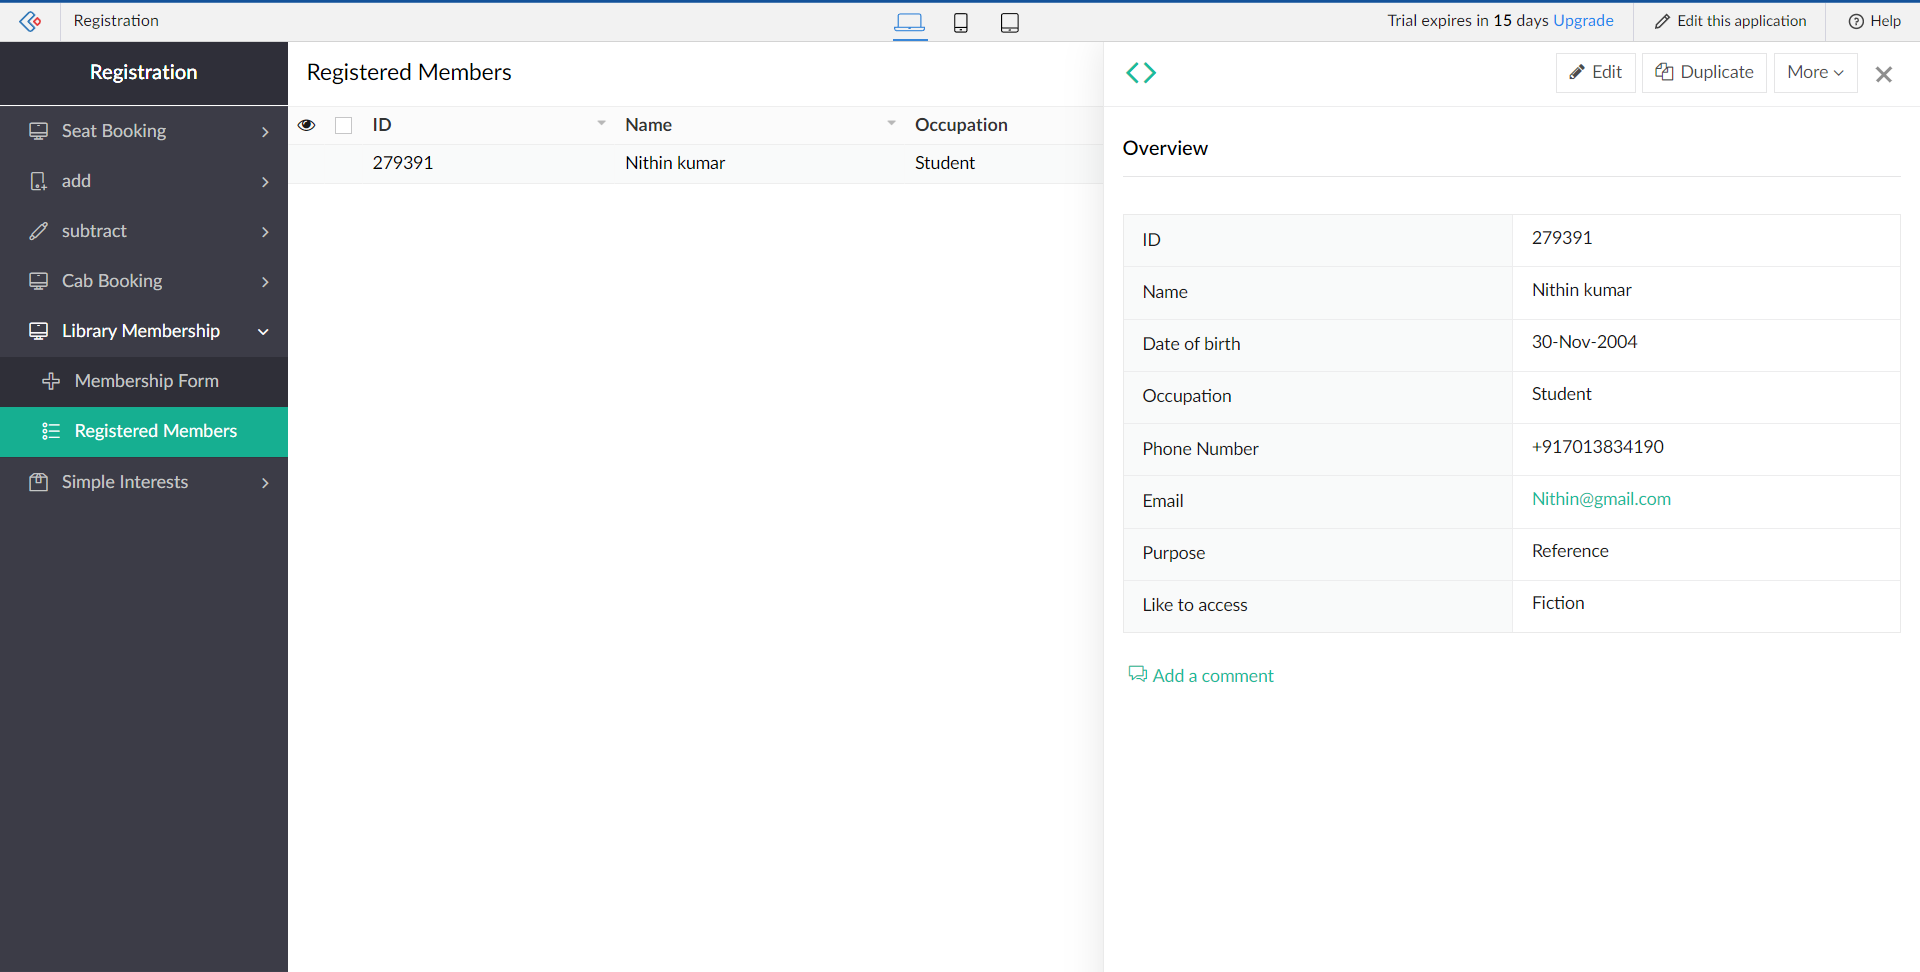 Registration
Trial expires in 15 days Upgrade
Edit this application
Help
Registration
Seat Booking
add
subtract
Cab Booking
Library Membership
Membership Form
Registered Members
Simple Interests
Registered Members
ID Name Occupation
279391 Nithin kumar Student
Edit Duplicate More
Overview
ID 279391
Name Nithin kumar
Date of birth 30-Nov-2004
Occupation Student
Phone Number +917013834190
Email Nithin@gmail.com
Purpose Reference
Like to access Fiction
Add a comment